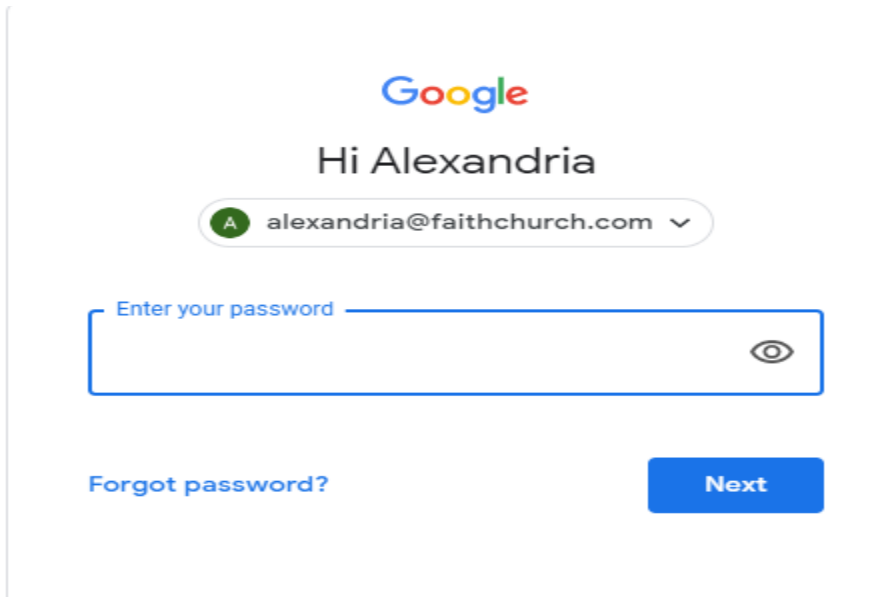 Google
Hi Alexandria
A alexandria@faithchurch.com
Enter your password
Forgot password? Next